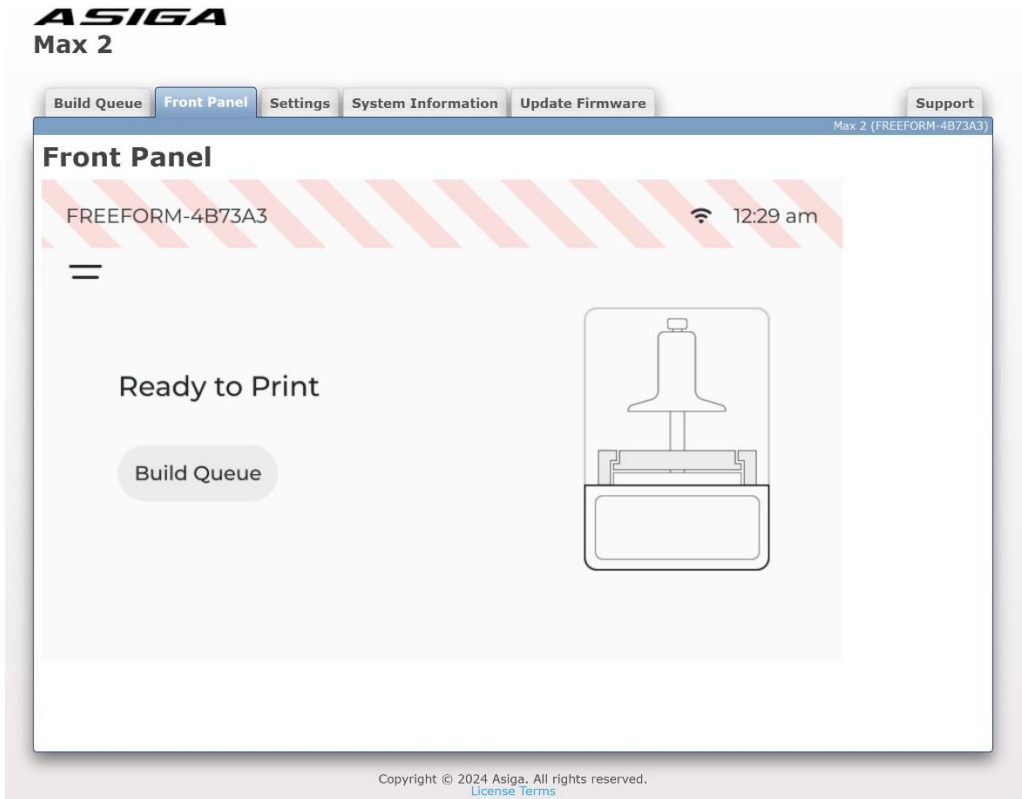 ASIGA
Max 2
Build Queue Front Panel Settings System Information Update Firmware Support
Max 2 (FREEFORM-4B73A3)
Front Panel
FREEFORM-4B73A3 12:29 am
Ready to Print
Build Queue
Copyright © 2024 Asiga. All rights reserved.
License Terms